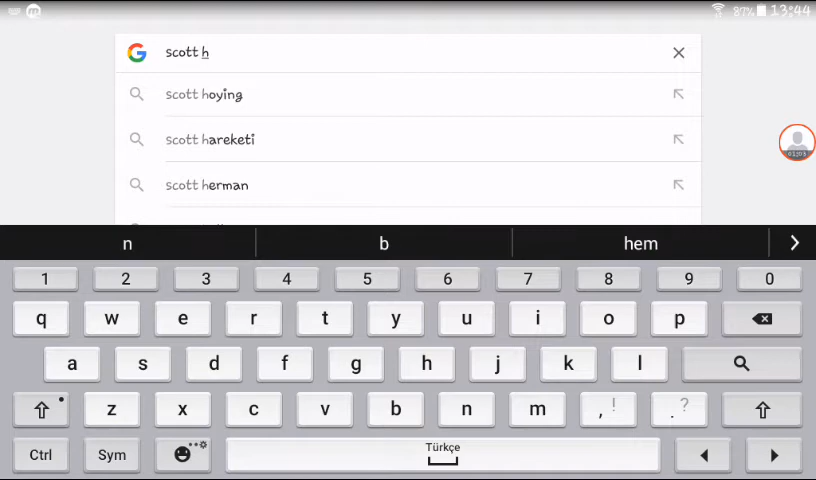 87% 13:44
scott h
scott hoying
scott hareketi
scott herman
n b hem
1 2 3 4 5 6 7 8 9 0
q w e r t y u i o p
a s d f g h j k l
z x c v b n m , ! . ?
Ctrl Sym Türkçe